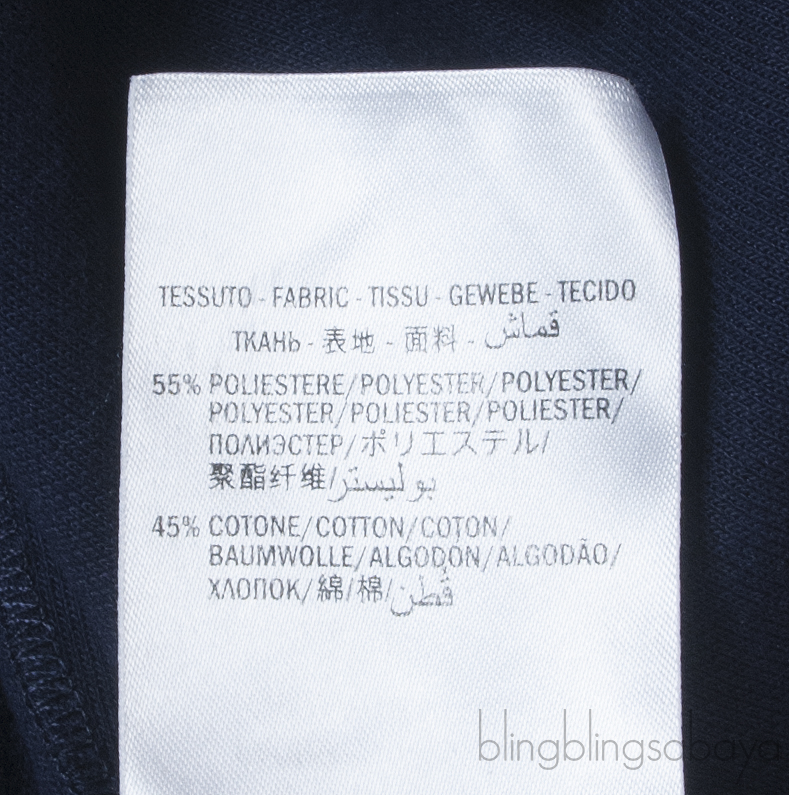 TESSUTO - FABRIC - TISSU - GEWEBE - TECIDO
ТКАНЬ - 表地 - 面料 - قماش
55% POLIESTERE/POLYESTER/POLYESTER/
POLYESTER/POLIESTER/POLIESTER/
ПОЛИЭСТЕР/ポリエステル/
聚酯纤维/بوليستر
45% COTONE/COTTON/COTON/
BAUMWOLLE/ALGODÓN/ALGODÃO/
ХЛОПОК/綿/棉/قُطن
blingblingsabaya